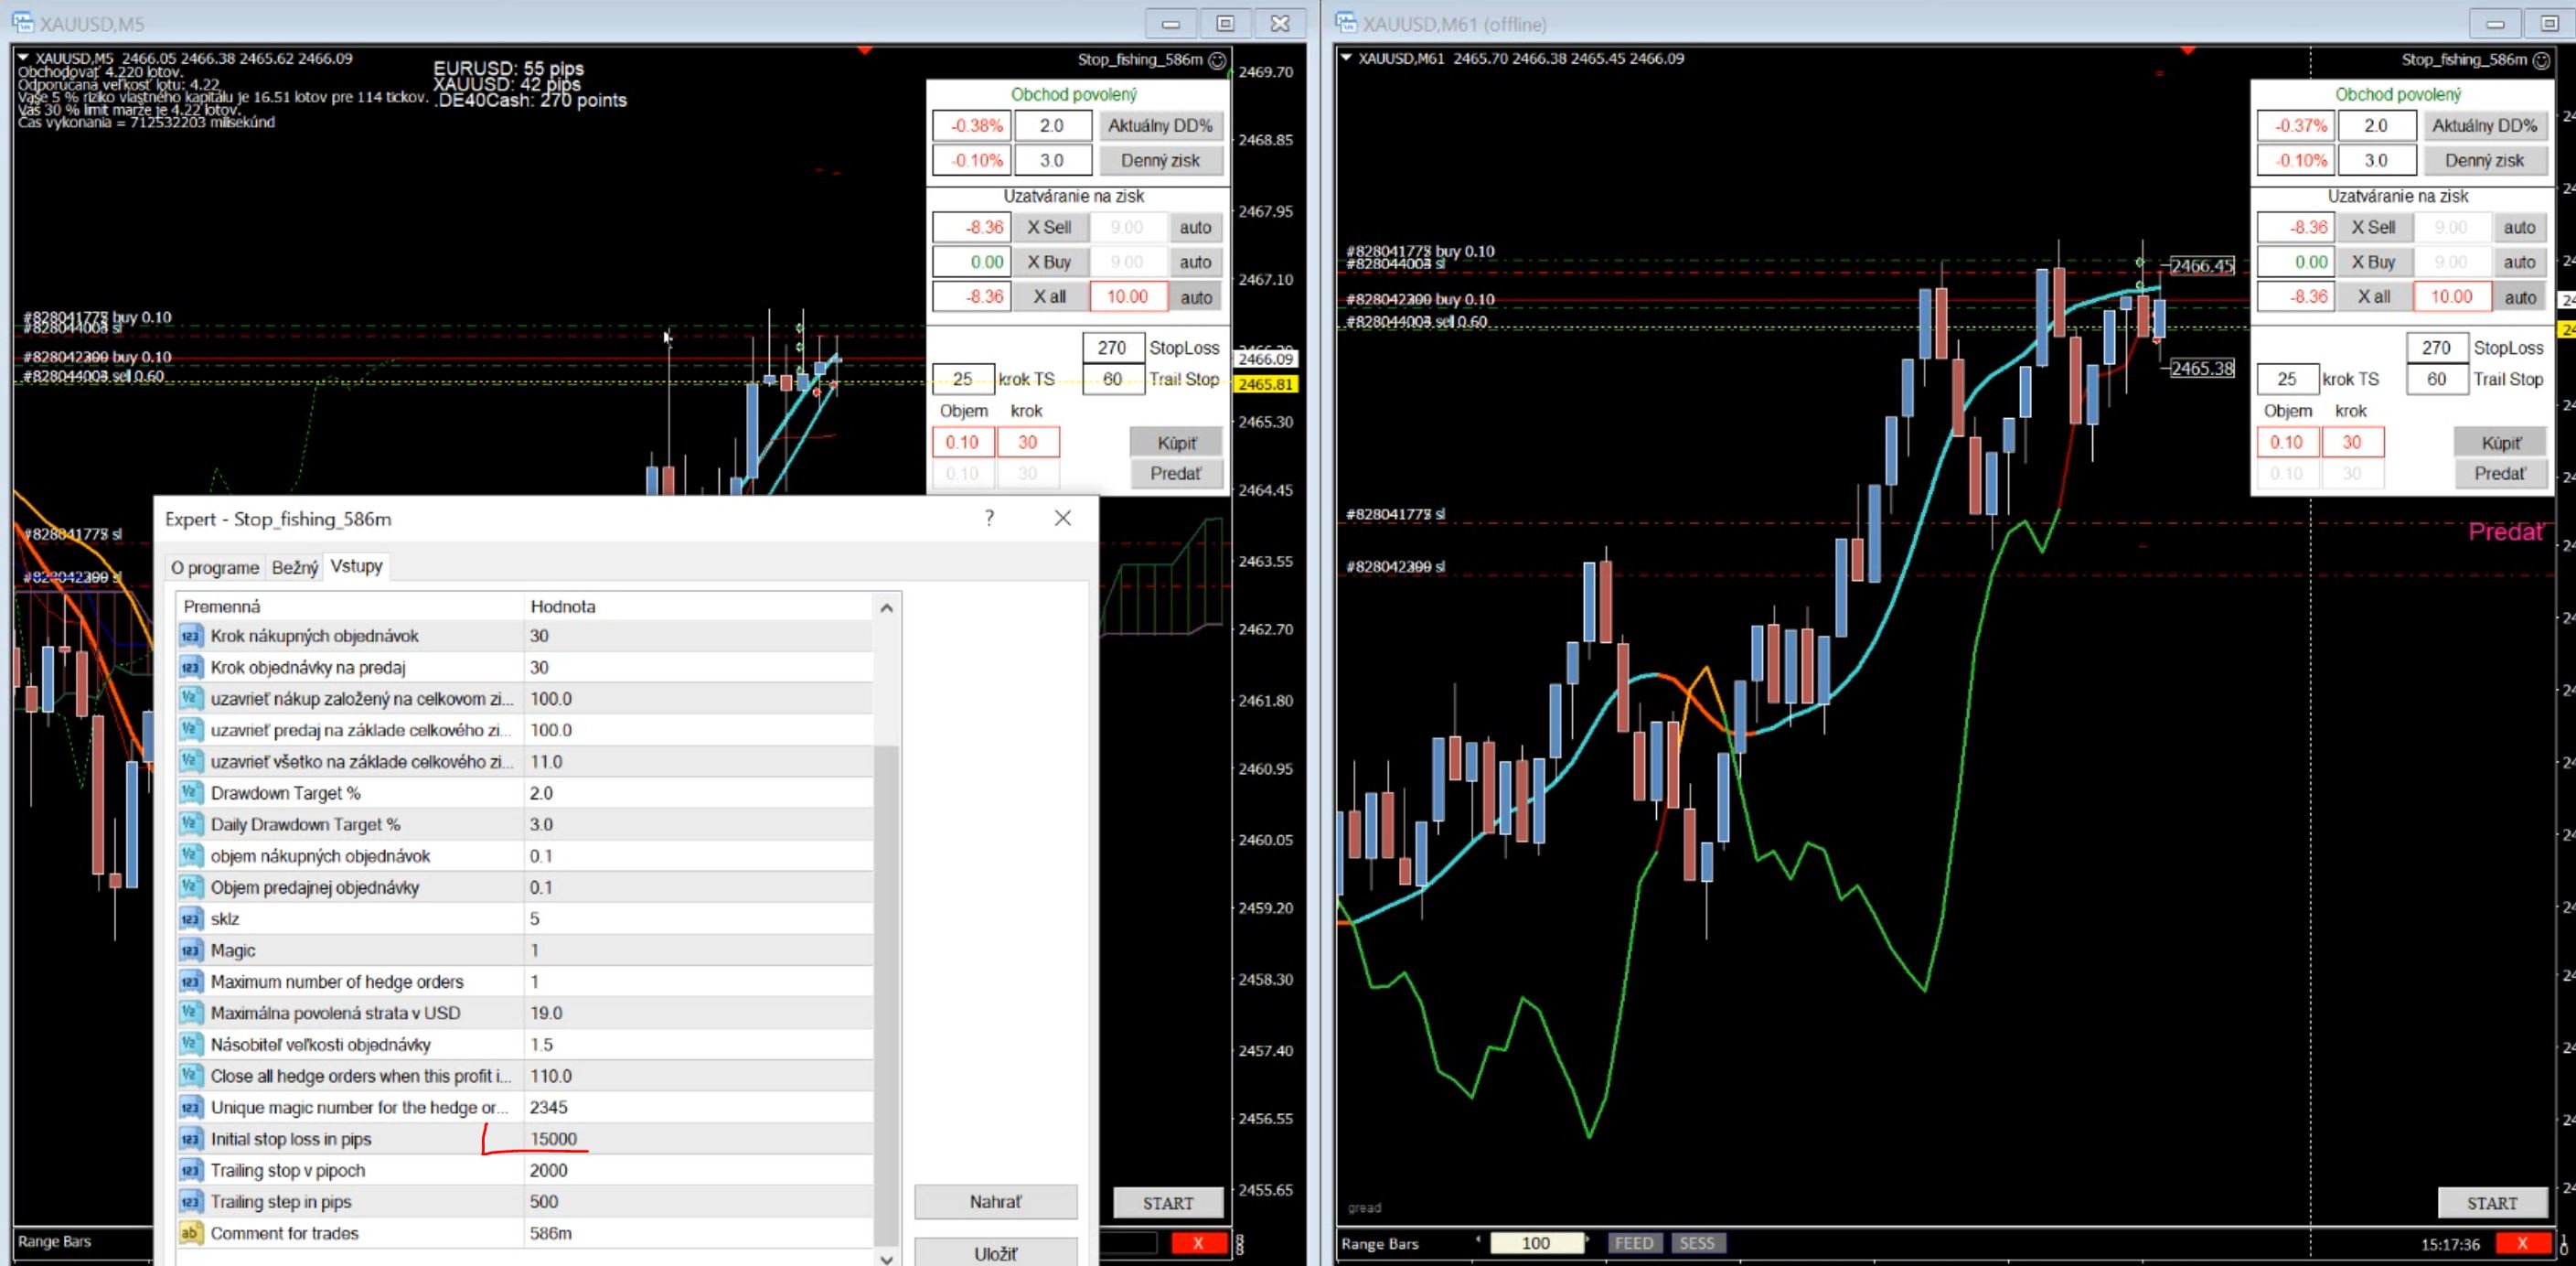 XAUUSD,M5
XAUUSD,M5 2466.05 2466.38 2465.62 2466.09
Obchodovať 4.220 lotov.
Odporúčaná veľkosť lotu: 4.22
Vaše 5 % riziko vlastného kapitálu je 16.51 lotov pre 114 tickov.
Váš 30 % limit marže je 4.22 lotov.
Čas vykonania = 712532203 milisekúnd
EURUSD: 55 pips
XAUUSD: 42 pips
.DE40Cash: 270 points
Stop_fishing_586m
Obchod povolený
-0.38% 2.0 Aktuálny DD%
-0.10% 3.0 Denný zisk
Uzatváranie na zisk
-8.36 X Sell 9.00 auto
0.00 X Buy 9.00 auto
-8.36 X all 10.00 auto
270 StopLoss
25 krok TS 60 Trail Stop
Objem krok
0.10 30 Kúpiť
0.10 30 Predať
buy 0.10
#828044003 sl
#828042399 buy 0.10
#828044003 sell 0.60
sl
#828042399 sl
2469.70
2468.85
2467.95
2467.10
2466.09
2465.81
2465.30
2464.45
2463.55
2462.70
2461.80
2460.95
2460.05
2459.20
2458.30
2457.40
2456.55
2455.65
Expert - Stop_fishing_586m
? X
O programe Bežný Vstupy
Premenná Hodnota
Krok nákupných objednávok 30
Krok objednávky na predaj 30
uzavrieť nákup založený na celkovom zi... 100.0
uzavrieť predaj na základe celkového zi... 100.0
uzavrieť všetko na základe celkového zi... 11.0
Drawdown Target % 2.0
Daily Drawdown Target % 3.0
objem nákupných objednávok 0.1
Objem predajnej objednávky 0.1
sklz 5
Magic 1
Maximum number of hedge orders 1
Maximálna povolená strata v USD 19.0
Násobiteľ veľkosti objednávky 1.5
Close all hedge orders when this profit i... 110.0
Unique magic number for the hedge or... 2345
Initial stop loss in pips 15000
Trailing stop v pipoch 2000
Trailing step in pips 500
Comment for trades 586m
Nahrať
Uložiť
START
Range Bars
X
XAUUSD,M61 (offline)
XAUUSD,M61 2465.70 2466.38 2465.45 2466.09
Stop_fishing_586m
Obchod povolený
-0.37% 2.0 Aktuálny DD%
-0.10% 3.0 Denný zisk
Uzatváranie na zisk
-8.36 X Sell 9.00 auto
0.00 X Buy 9.00 auto
-8.36 X all 10.00 auto
270 StopLoss
25 krok TS 60 Trail Stop
Objem krok
0.10 30 Kúpiť
0.10 30 Predať
buy 0.10
#828044003 sl
#828042399 buy 0.10
#828044003 sell 0.60
2466.45
2465.38
sl
#828042399 sl
Predať
gread
START
Range Bars 100 FEED SESS 15:17:36 X